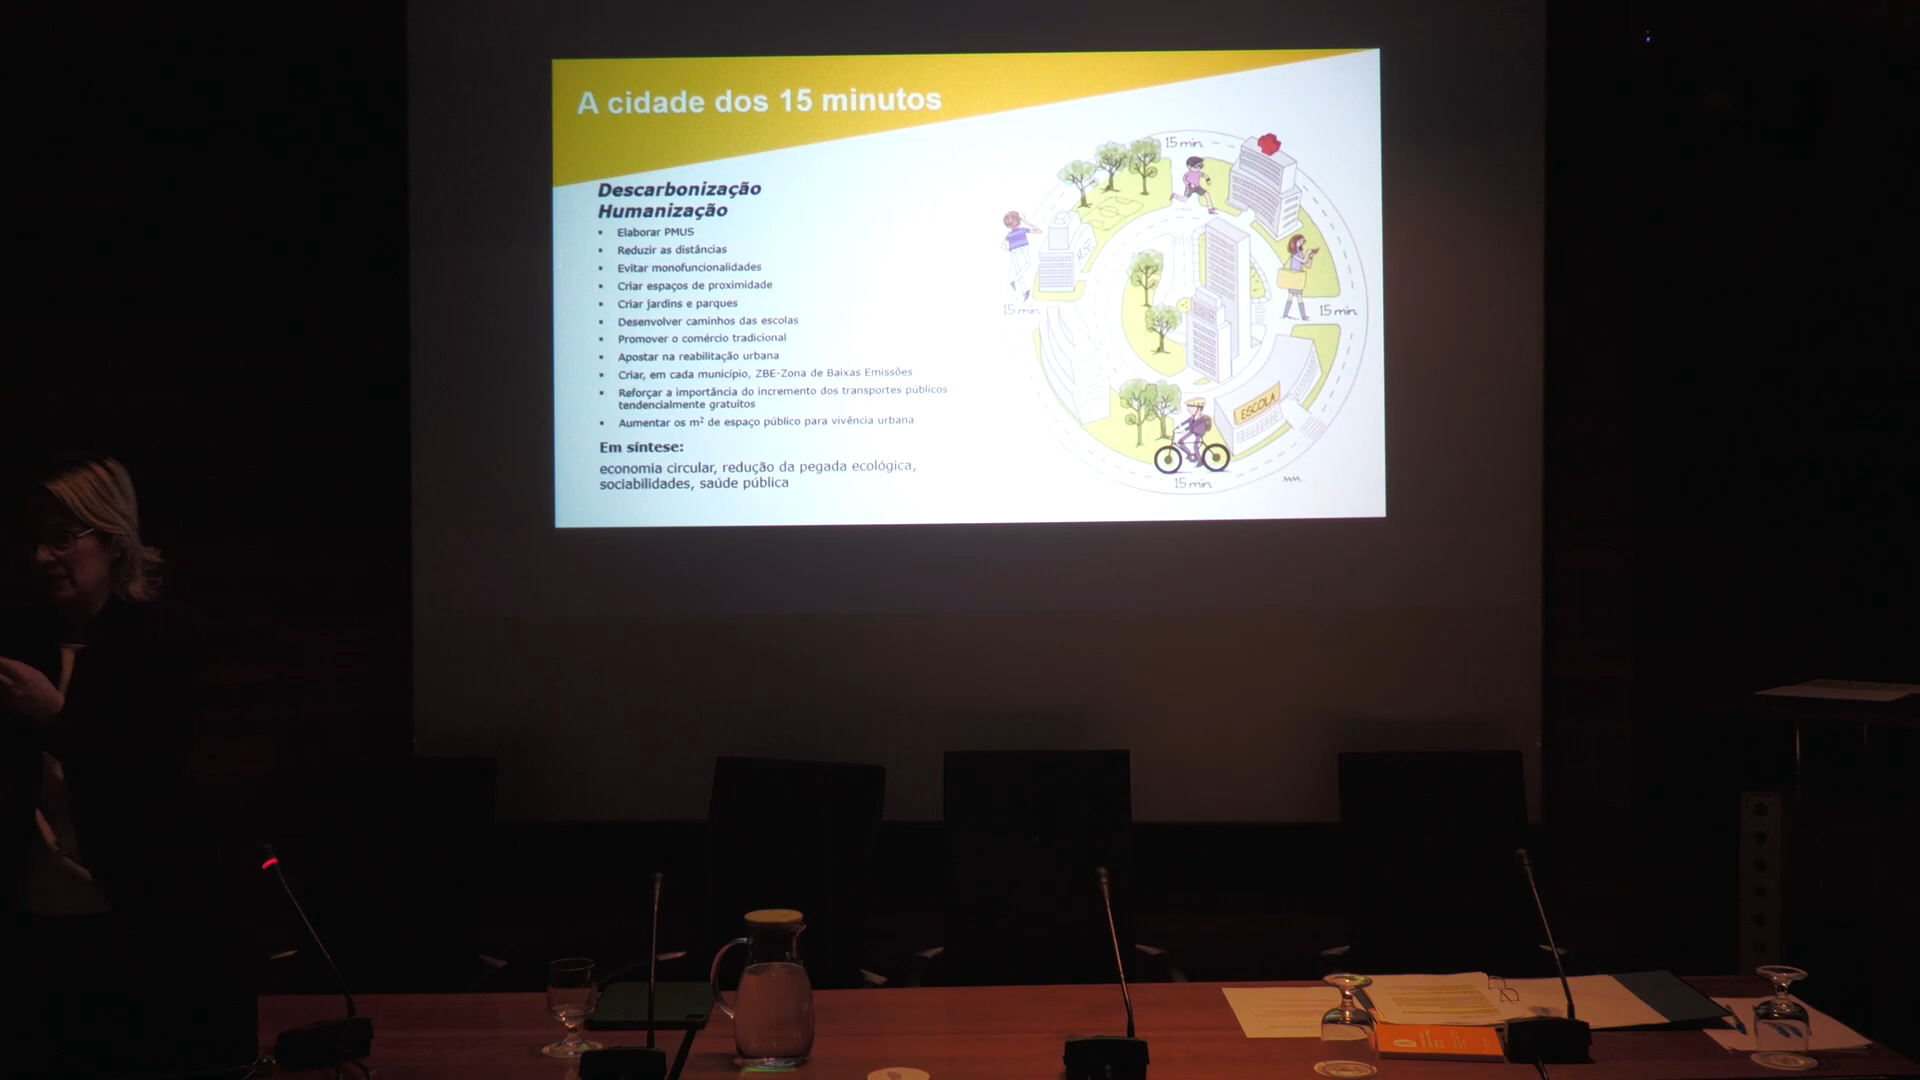 A cidade dos 15 minutos
Descarbonização
Humanização
▪ Elaborar PMUS
▪ Reduzir as distâncias
▪ Evitar monofuncionalidades
▪ Criar espaços de proximidade
▪ Criar jardins e parques
▪ Desenvolver caminhos das escolas
▪ Promover o comércio tradicional
▪ Apostar na reabilitação urbana
▪ Criar, em cada município, ZBE-Zona de Baixas Emissões
▪ Reforçar a importância do incremento dos transportes públicos
tendencialmente gratuitos
▪ Aumentar os m² de espaço público para vivência urbana
Em síntese:
economia circular, redução da pegada ecológica,
sociabilidades, saúde pública
15 min.
15 min.
15 min.
ESCOLA
15 min.